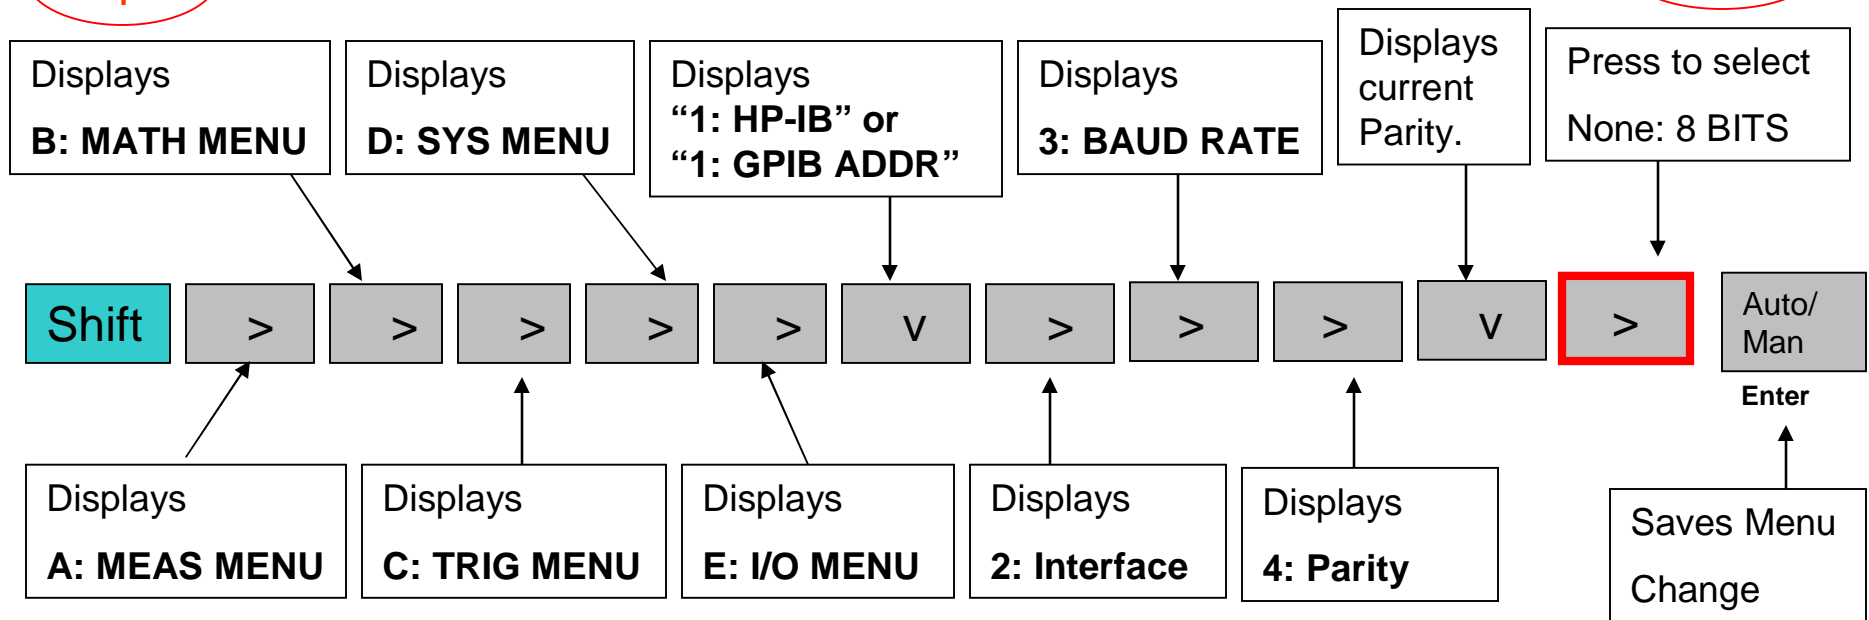 Displays
B: MATH MENU
Displays
D: SYS MENU
Displays
“1: HP-IB” or
“1: GPIB ADDR”
Displays
3: BAUD RATE
Displays
current
Parity.
Press to select
None: 8 BITS
Shift
>
>
>
>
>
v
>
>
>
v
>
Auto/
Man
Enter
Displays
A: MEAS MENU
Displays
C: TRIG MENU
Displays
E: I/O MENU
Displays
2: Interface
Displays
4: Parity
Saves Menu
Change